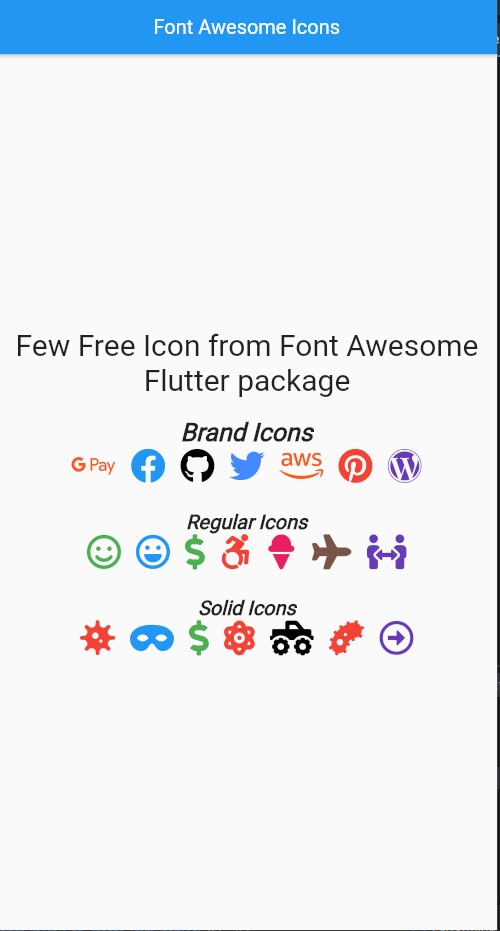 Font Awesome Icons
Few Free Icon from Font Awesome
Flutter package
Brand Icons
G Pay aws
Regular Icons
Solid Icons